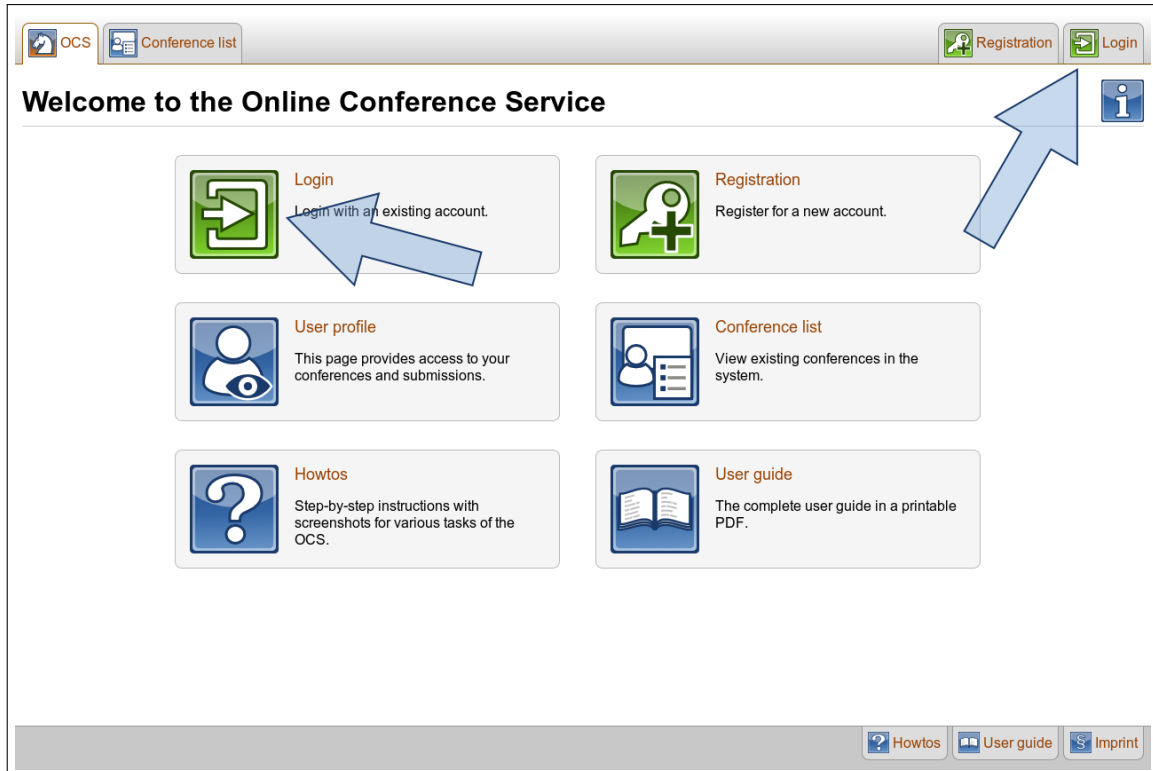 OCS
Conference list
Registration
Login
Welcome to the Online Conference Service
Login
Login with an existing account.
Registration
Register for a new account.
User profile
This page provides access to your
conferences and submissions.
Conference list
View existing conferences in the
system.
Howtos
Step-by-step instructions with
screenshots for various tasks of the
OCS.
User guide
The complete user guide in a printable
PDF.
Howtos
User guide
Imprint